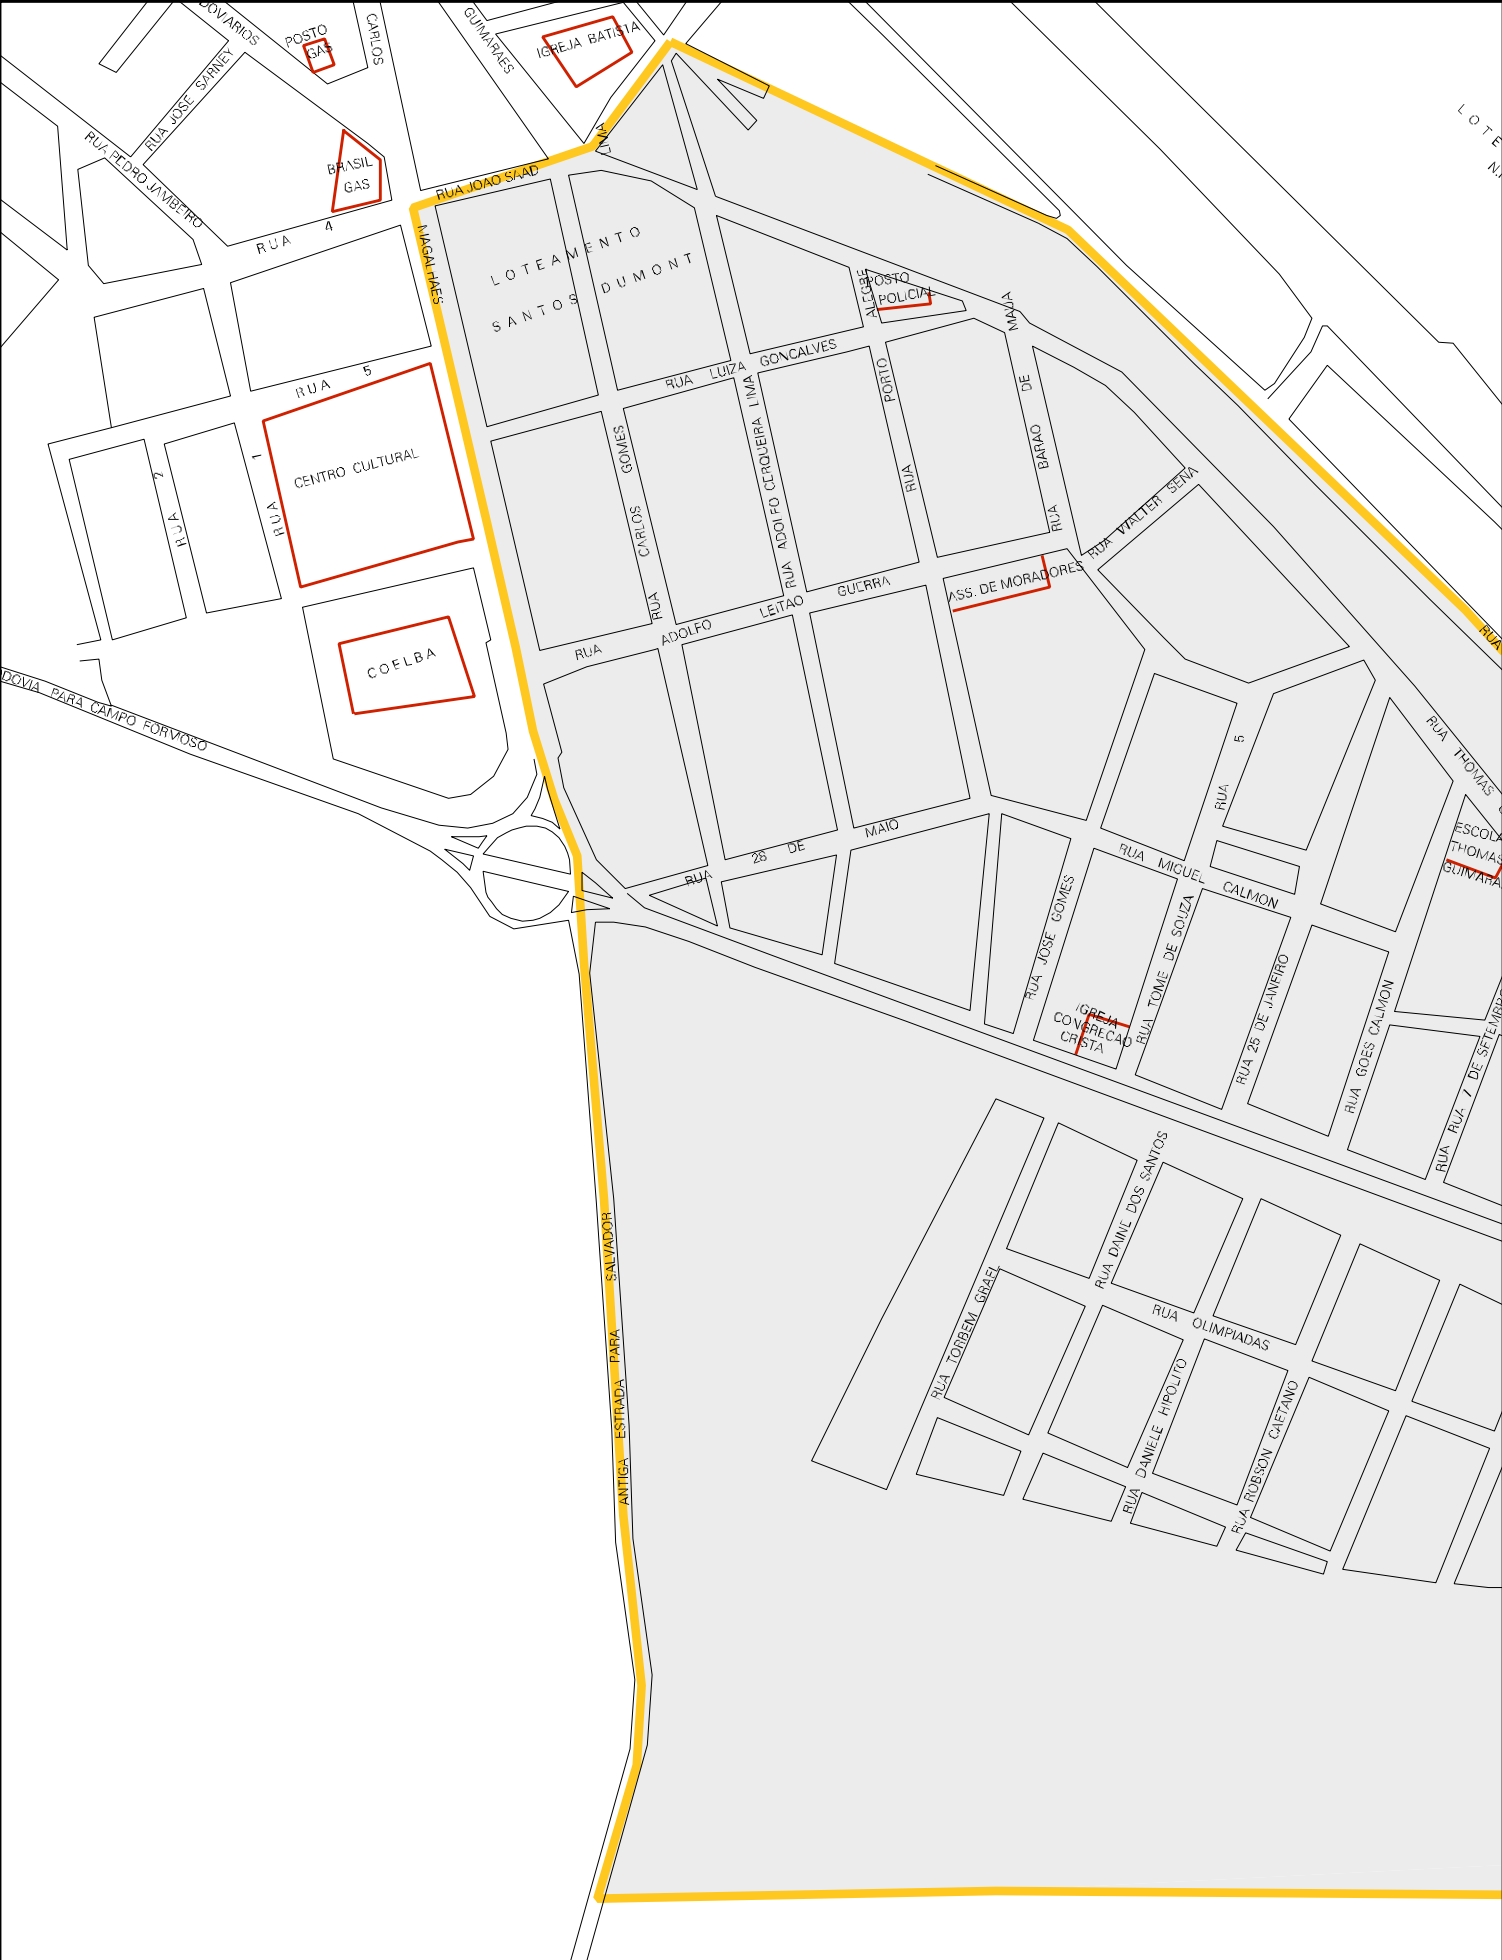 DOVIARIOS
POSTO
GAS
CARLOS
GUIMARAES
IGREJA BATISTA
RUA JOSE SARNEY
RUA PEDRO JAMBEIRO
BRASIL
GAS
LIMA
RUA JOAO SAAD
RUA 4
MAGALHAES
LOTEAMENTO
SANTOS DUMONT
LOTE
POSTO
POLICIAL
ALEGRE
PORTO
RUA
MAUA
DE
BARAO
RUA
RUA LUIZA GONCALVES
RUA 5
CENTRO CULTURAL
RUA 1
RUA 2
GOMES
CARLOS
RUA
RUA ADOLFO CERQUEIRA LIMA
RUA WALTER SENA
ASS. DE MORADORES
RUA ADOLFO LEITAO GUERRA
RUA
COELBA
DOVIA PARA CAMPO FORMOSO
RUA 5
RUA THOMAS
ESCOLA
THOMAS
GUIMARA
RUA 28 DE MAIO
RUA MIGUEL CALMON
RUA JOSE GOMES
RUA TOME DE SOUZA
IGREJA
CONGRECAO
CRISTA
RUA 25 DE JANEIRO
RUA GOES CALMON
RUA RUA 7 DE SETEMBRO
RUA DAINE DOS SANTOS
RUA TORBEM GRAEL
RUA OLIMPIADAS
RUA DANIELE HIPOLITO
RUA ROBSON CAETANO
ANTIGA ESTRADA PARA SALVADOR